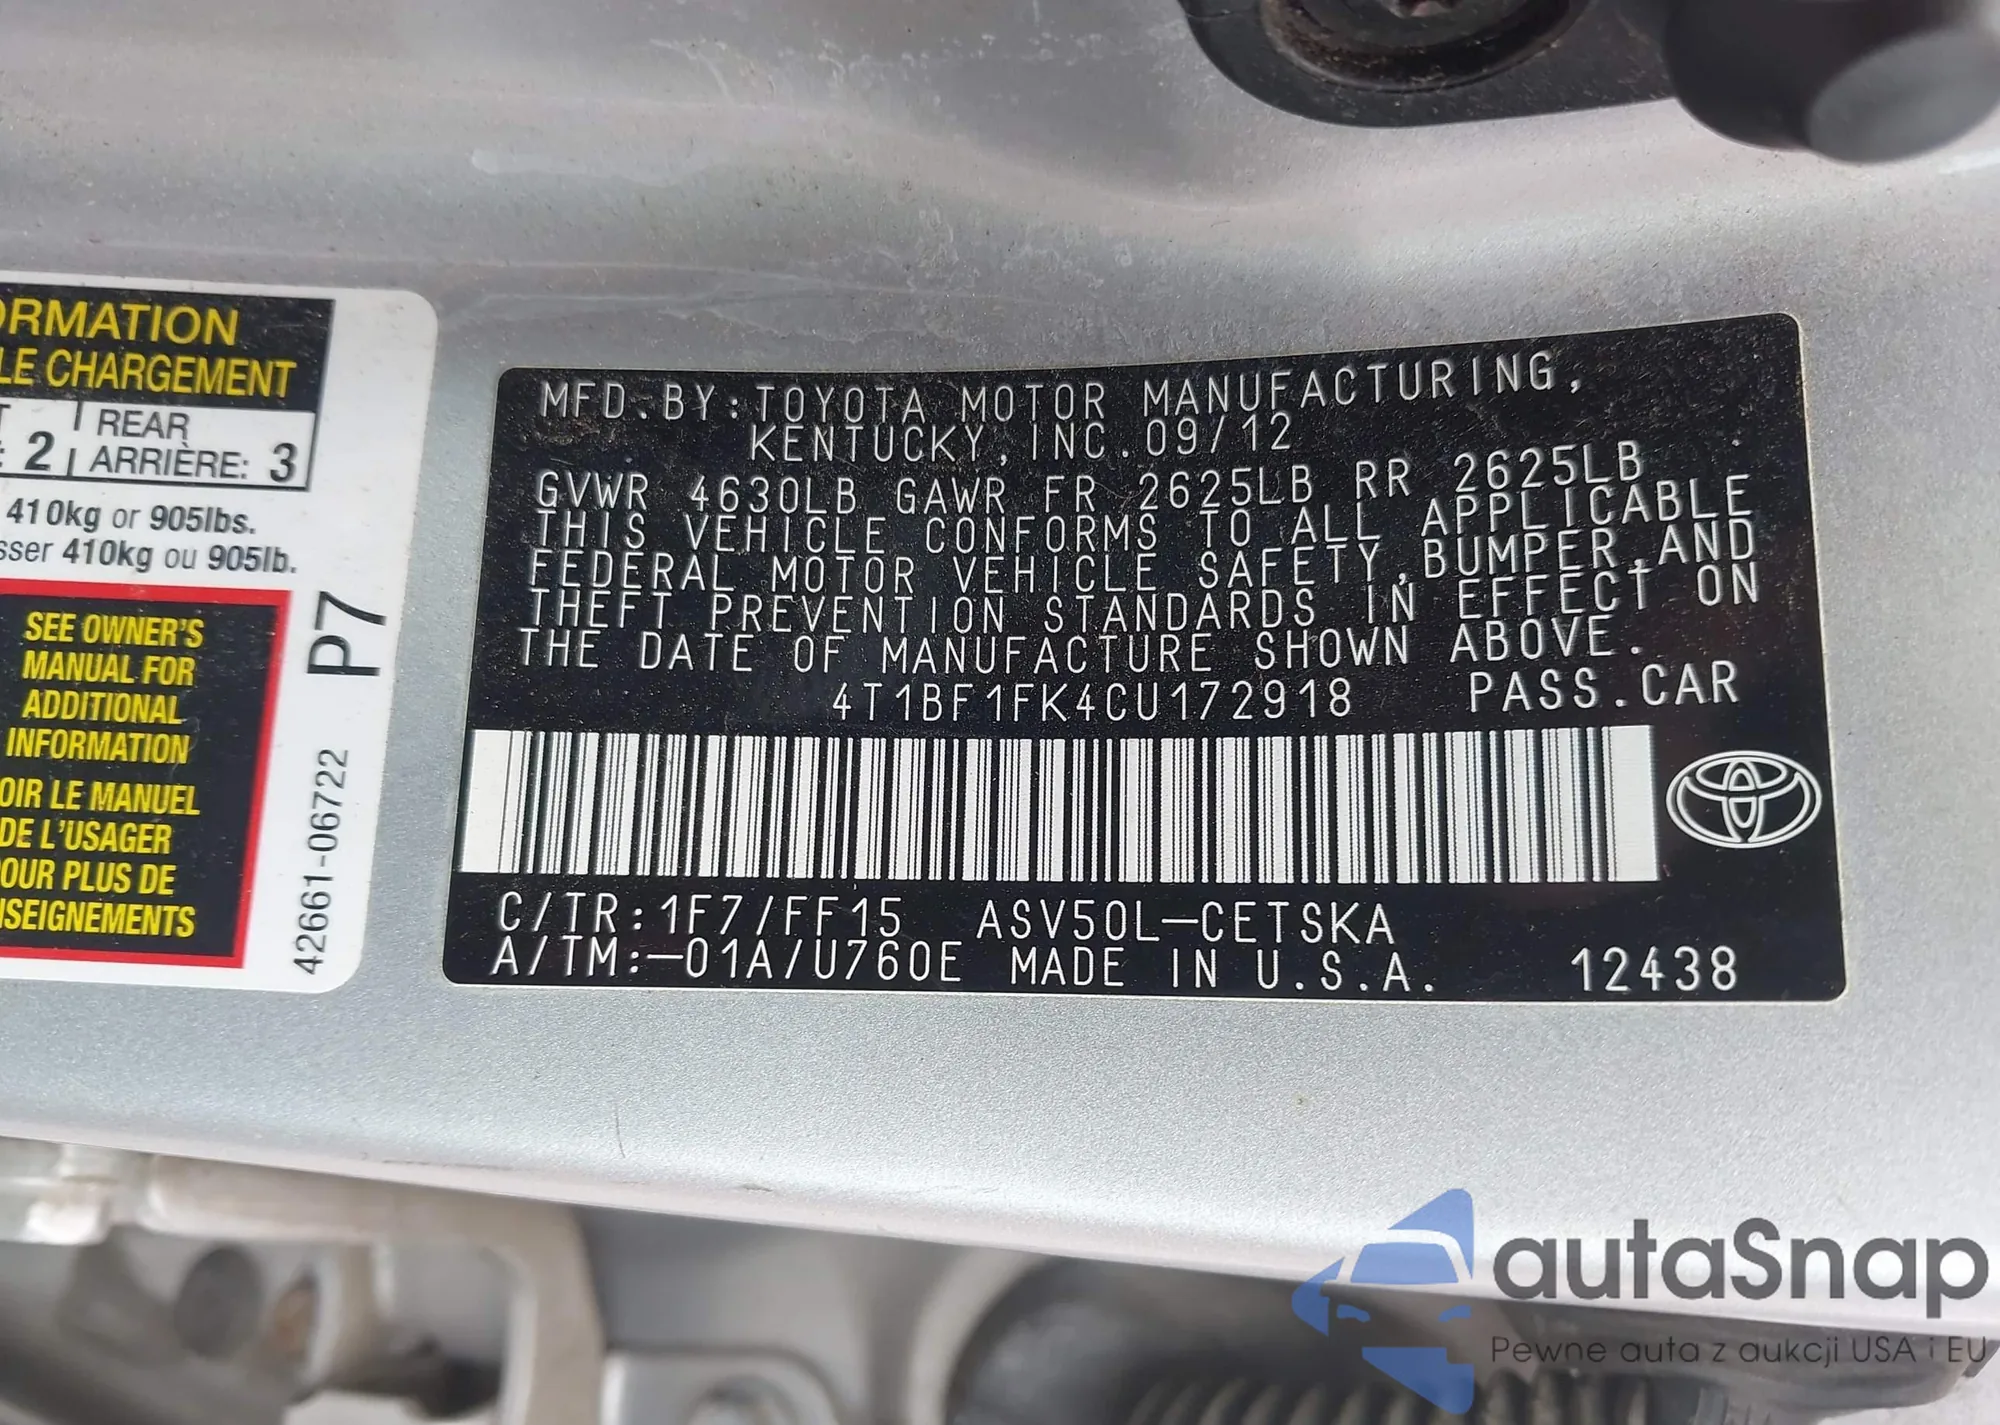 ORMATION
LE CHARGEMENT
T REAR
: 2 ARRIÈRE: 3
410kg or 905lbs.
sser 410kg ou 905lb.
SEE OWNER'S
MANUAL FOR
ADDITIONAL
INFORMATION
OIR LE MANUEL
DE L'USAGER
OUR PLUS DE
NSEIGNEMENTS
P7
42661-06722
MFD.BY:TOYOTA MOTOR MANUFACTURING,
KENTUCKY,INC.09/12
GVWR 4630LB GAWR FR 2625LB RR 2625LB
THIS VEHICLE CONFORMS TO ALL APPLICABLE
FEDERAL MOTOR VEHICLE SAFETY,BUMPER,AND
THEFT PREVENTION STANDARDS IN EFFECT ON
THE DATE OF MANUFACTURE SHOWN ABOVE.
4T1BF1FK4CU172918 PASS.CAR
C/TR:1F7/FF15 ASV50L-CETSKA
A/TM:-01A/U760E MADE IN U.S.A. 12438
autaSnap
Pewne auta z aukcji USA i EU